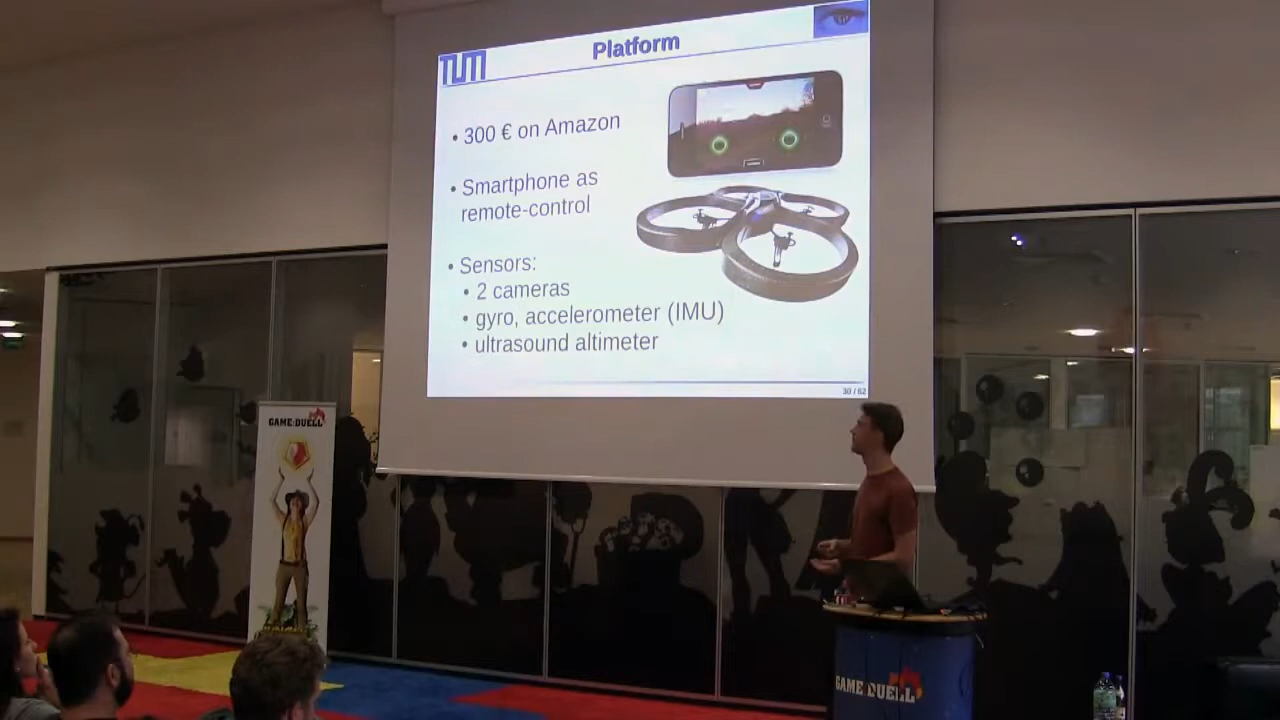 TUM
Platform
• 300 € on Amazon
• Smartphone as
remote-control
• Sensors:
• 2 cameras
• gyro, accelerometer (IMU)
• ultrasound altimeter
30 / 62
GAME DUELL
GAME DUELL